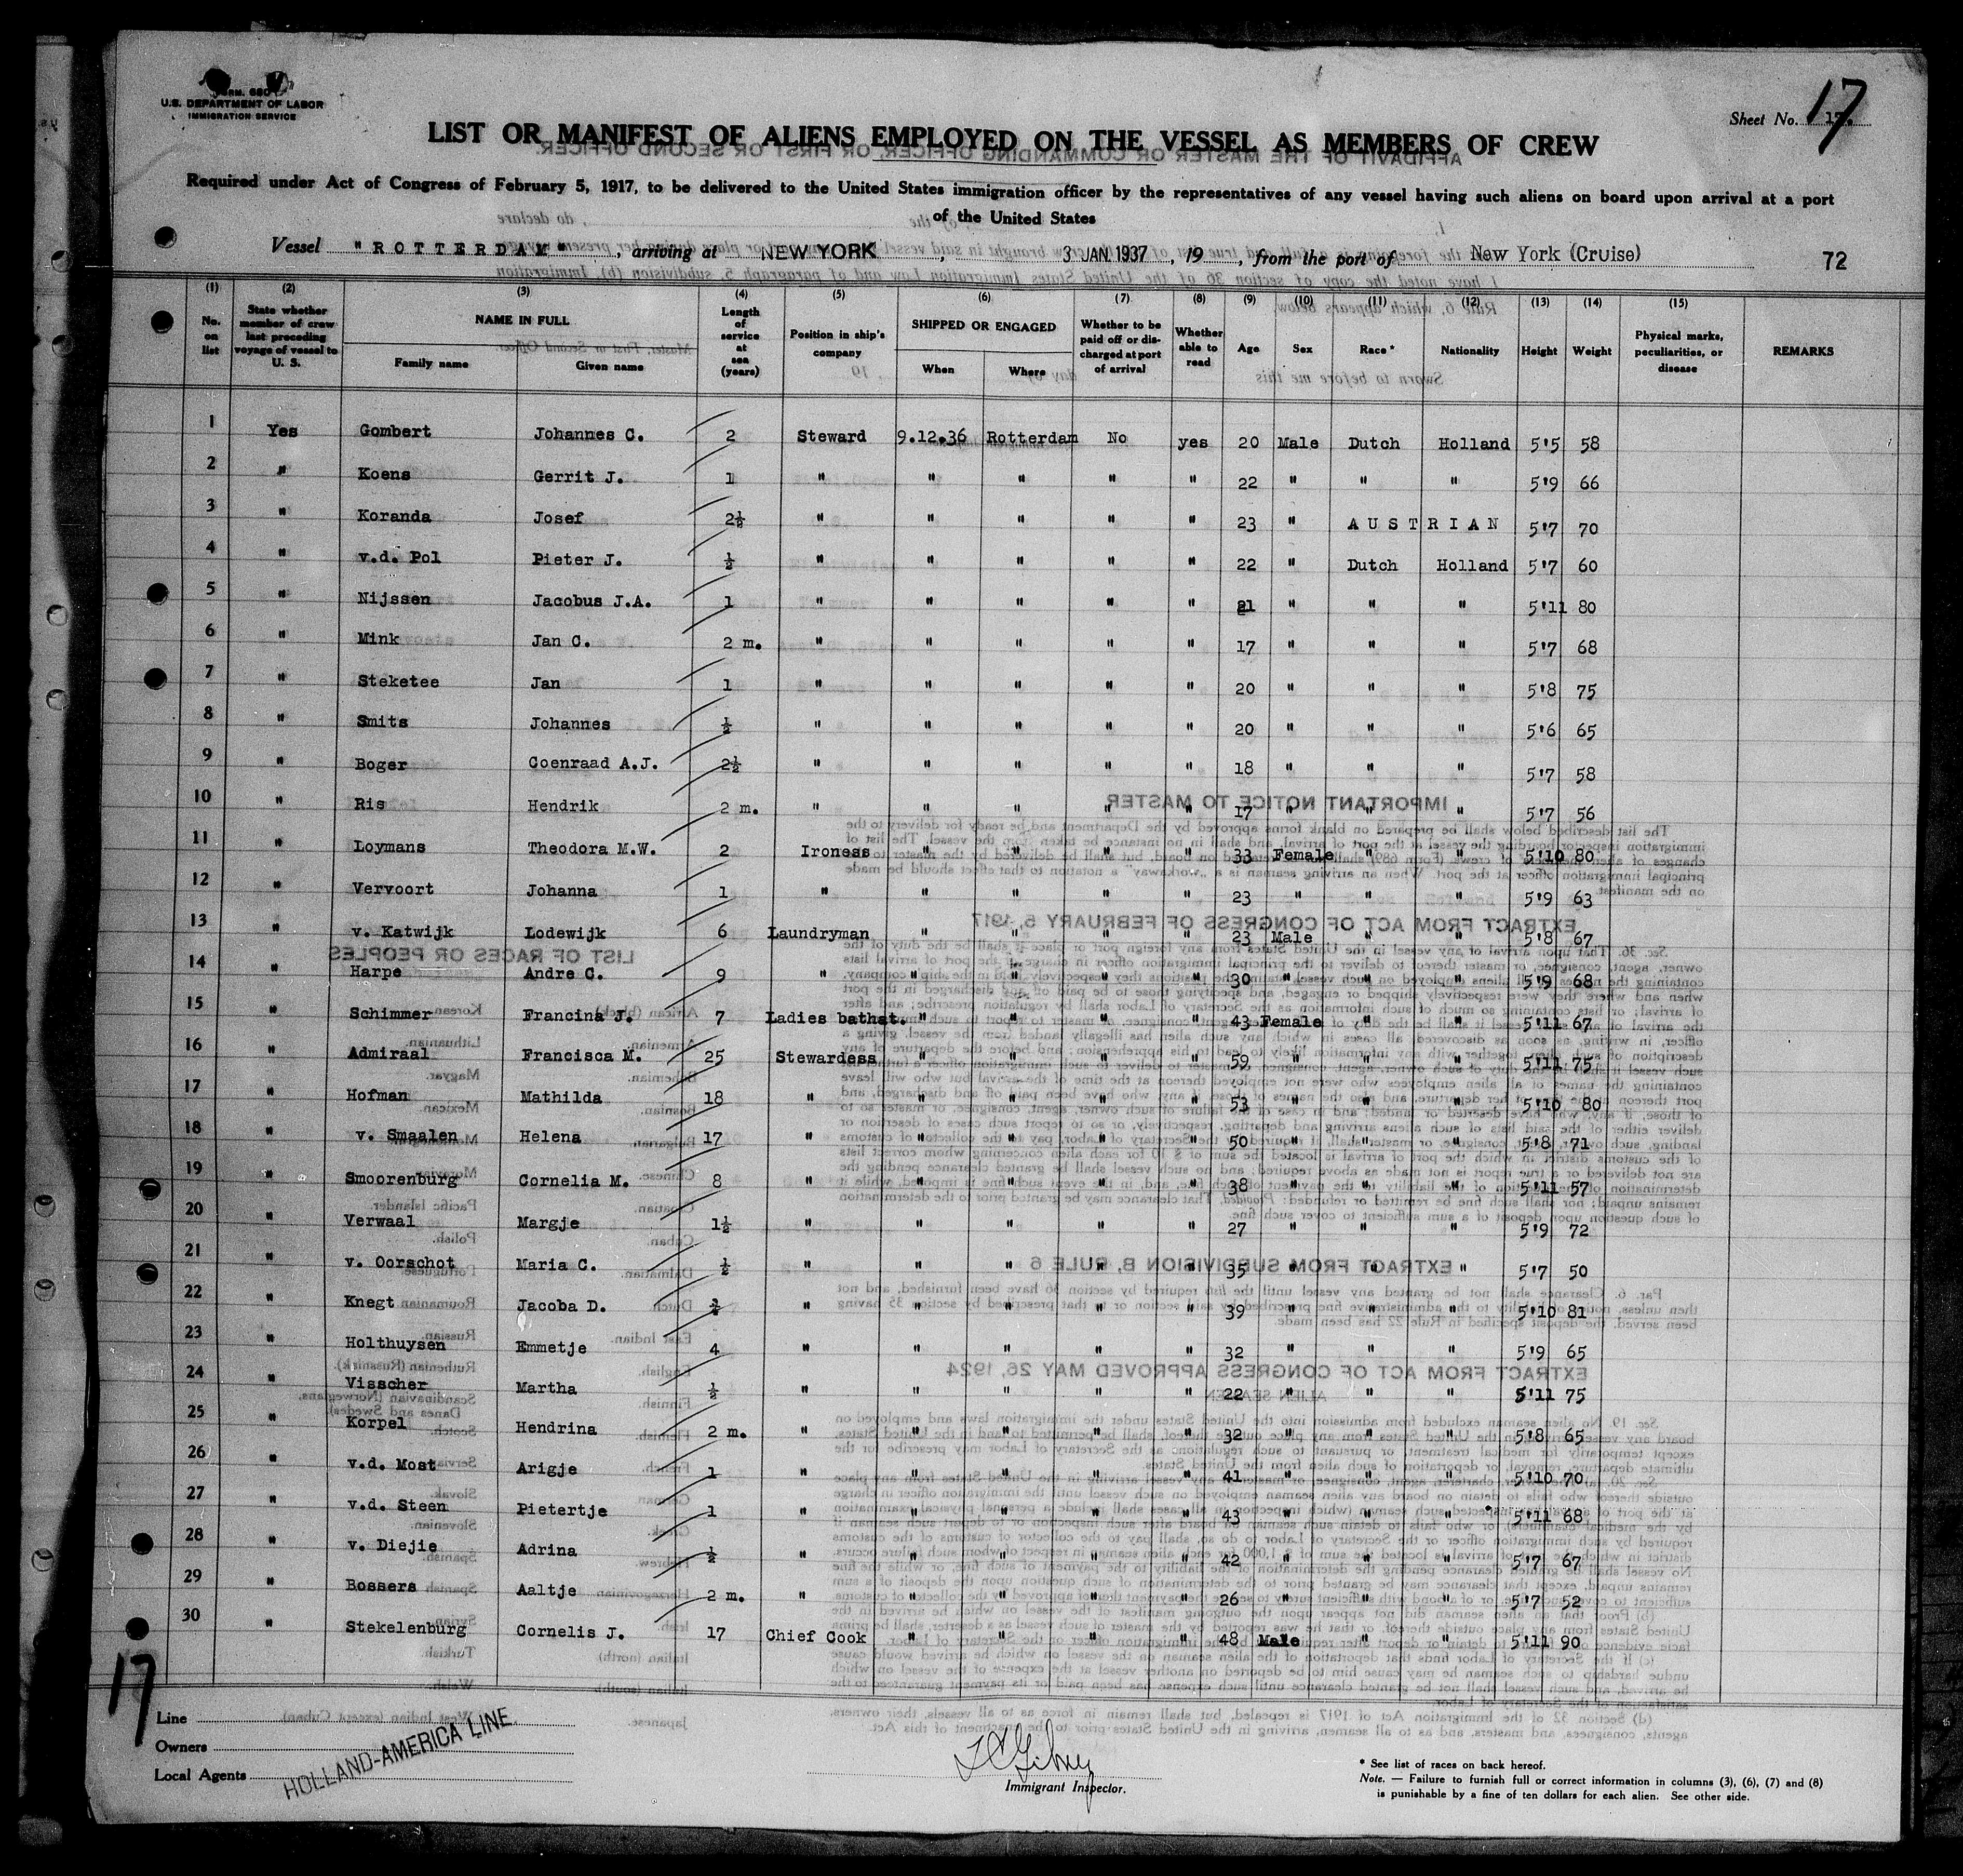 FORM. 680
U.S. DEPARTMENT OF LABOR
IMMIGRATION SERVICE
Sheet No. 17.
17
LIST OR MANIFEST OF ALIENS EMPLOYED ON THE VESSEL AS MEMBERS OF CREW
Required under Act of Congress of February 5, 1917, to be delivered to the United States immigration officer by the representatives of any vessel having such aliens on board upon arrival at a port
of the United States
Vessel "ROTTERDAM", arriving at NEW YORK, 3 JAN. 1937, 19, from the port of New York (Cruise) 72
(1) (2) (3) (4) (5) (6) (7) (8) (9) (10) (11) (12) (13) (14) (15)
No. on list | State whether member of crew last preceding voyage of vessel to U. S. | NAME IN FULL Family name Given name | Length of service at sea (years) | Position in ship's company | SHIPPED OR ENGAGED When Where | Whether to be paid off or discharged at port of arrival | Whether able to read | Age | Sex | Race* | Nationality | Height | Weight | Physical marks, peculiarities, or disease | REMARKS
1 Yes Gombert Johannes C. 2 Steward 9.12.36 Rotterdam No yes 20 Male Dutch Holland 5'5 58
2 " Koens Gerrit J. 1 " " " " " 22 " " " 5'9 66
3 " Koranda Josef 2½ " " " " " 23 " AUSTRIAN 5'7 70
4 " v.d. Pol Pieter J. ½ " " " " " 22 " Dutch Holland 5'7 60
5 " Nijssen Jacobus J.A. 1 " " " " " 21 " " " 5'11 80
6 " Mink Jan C. 2 m. " " " " " 17 " " " 5'7 68
7 " Steketee Jan 1 " " " " " 20 " " " 5'8 75
8 " Smits Johannes ½ " " " " " 20 " " " 5'6 65
9 " Boger Coenraad A.J. 2½ " " " " " 18 " " " 5'7 58
10 " Ris Hendrik 2 m. " " " " " 17 " " " 5'7 56
11 " Loymans Theodora M.W. 2 Ironess " " " " 33 Female " " 5'10 80
12 " Vervoort Johanna 1 " " " " " 23 " " " 5'9 63
13 " v. Katwijk Lodewijk 6 Laundryman " " " " 23 Male " " 5'8 67
14 " Harpe Andre C. 9 " " " " " 30 " " " 5'9 68
15 " Schimmer Francina J. 7 Ladies bathst. " " " " 43 Female " " 5'11 67
16 " Admiraal Francisca M. 25 Stewardess " " " " 59 " " " 5'11 75
17 " Hofman Mathilda 18 " " " " " 53 " " " 5'10 80
18 " v. Smaalen Helena 17 " " " " " 50 " " " 5'8 71
19 " Smoorenburg Cornelia M. 8 " " " " " 38 " " " 5'11 57
20 " Verwaal Margje 1½ " " " " " 27 " " " 5'9 72
21 " v. Oorschot Maria C. ½ " " " " " 35 " " " 5'7 50
22 " Knegt Jacoba D. " " " " " 39 " " " 5'10 81
23 " Holthuysen Emmetje 4 " " " " " 32 " " " 5'9 65
24 " Visscher Martha ½ " " " " " 22 " " " 5'11 75
25 " Korpel Hendrina 2 m. " " " " " 32 " " " 5'8 65
26 " v.d. Most Arigje 1 " " " " " 41 " " " 5'10 70
27 " v.d. Steen Pietertje 1 " " " " " 43 " " " 5'11 68
28 " v. Diejie Adrina ½ " " " " " 42 " " " 5'7 67
29 " Bossers Aaltje 2 m. " " " " " 26 " " " 5'7 52
30 " Stekelenburg Cornelis J. 17 Chief Cook " " " " 48 Male " " 5'11 90
17
Line
Owners
Local Agents
HOLLAND-AMERICA LINE
Immigrant Inspector.
* See list of races on back hereof.
Note. — Failure to furnish full or correct information in columns (3), (6), (7) and (8)
is punishable by a fine of ten dollars for each alien. See other side.